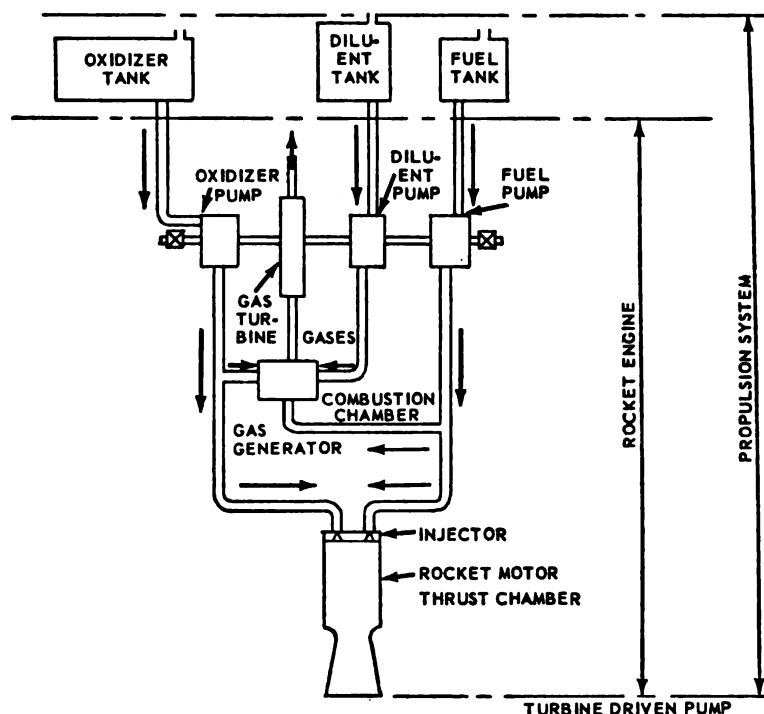 OXIDIZER
TANK
DILU-
ENT
TANK
FUEL
TANK
OXIDIZER
PUMP
DILU-
ENT
PUMP
FUEL
PUMP
GAS
TUR-
BINE
GASES
COMBUSTION
CHAMBER
GAS
GENERATOR
INJECTOR
ROCKET MOTOR
THRUST CHAMBER
ROCKET ENGINE
PROPULSION SYSTEM
TURBINE DRIVEN PUMP